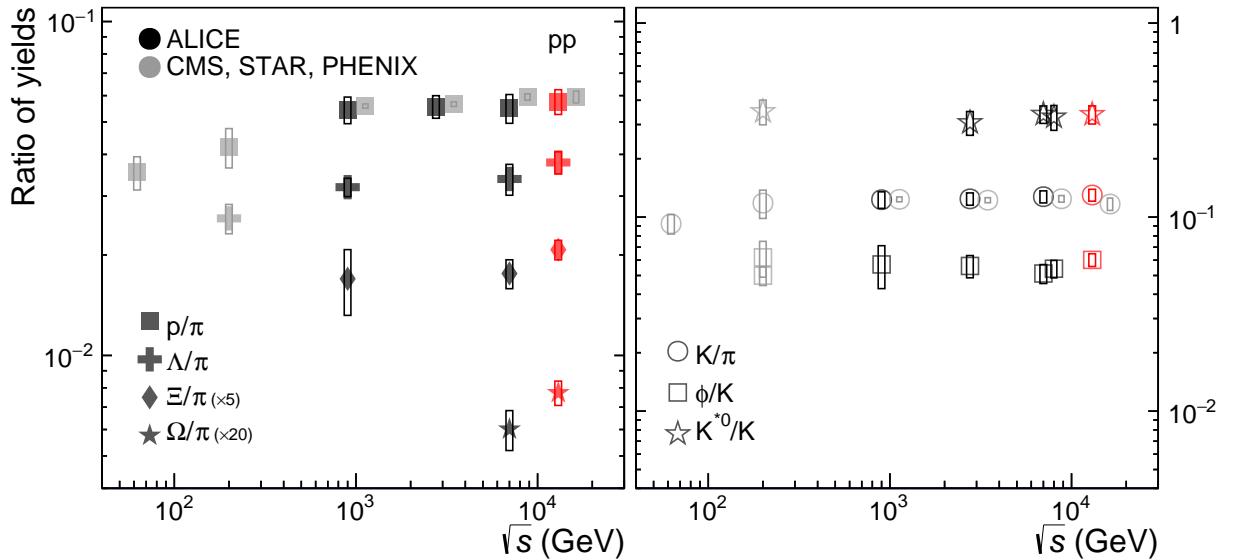 Ratio of yields
10⁻¹
10⁻²
ALICE
CMS, STAR, PHENIX
pp
p/π
Λ/π
Ξ/π (×5)
Ω/π (×20)
10² 10³ 10⁴
√s (GeV)
1
10⁻¹
10⁻²
K/π
ϕ/K
K*⁰/K
10² 10³ 10⁴
√s (GeV)